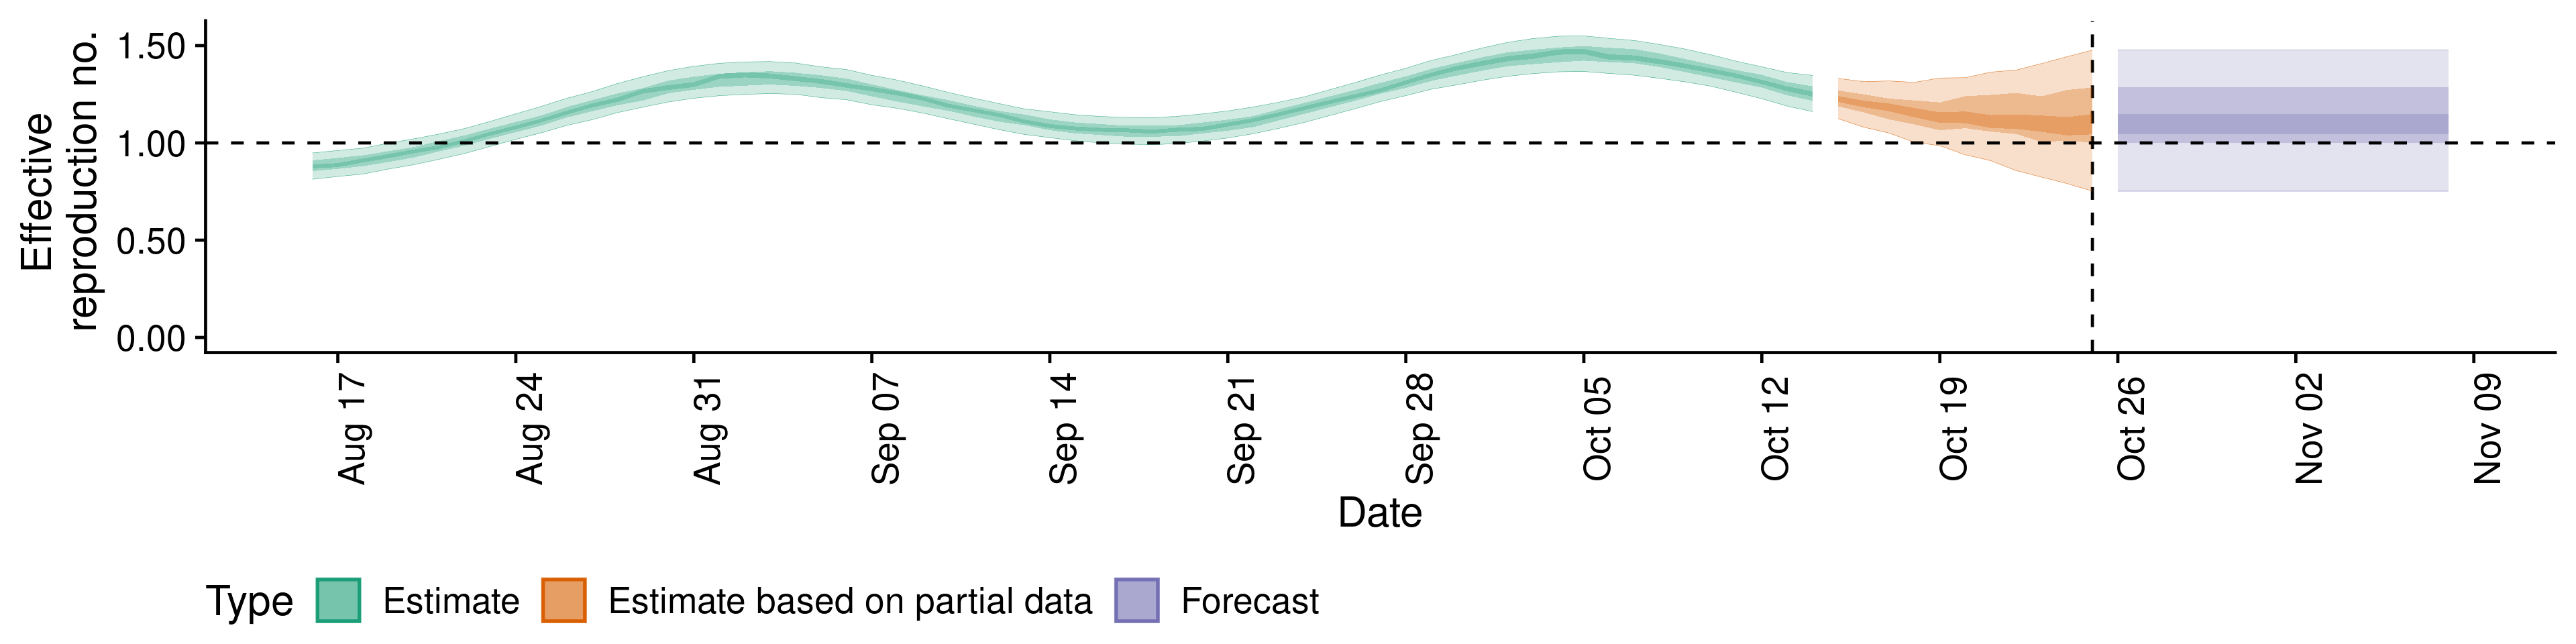 Effective
reproduction no.
1.50
1.00
0.50
0.00
Aug 17
Aug 24
Aug 31
Sep 07
Sep 14
Sep 21
Sep 28
Oct 05
Oct 12
Oct 19
Oct 26
Nov 02
Nov 09
Date
Type Estimate Estimate based on partial data Forecast